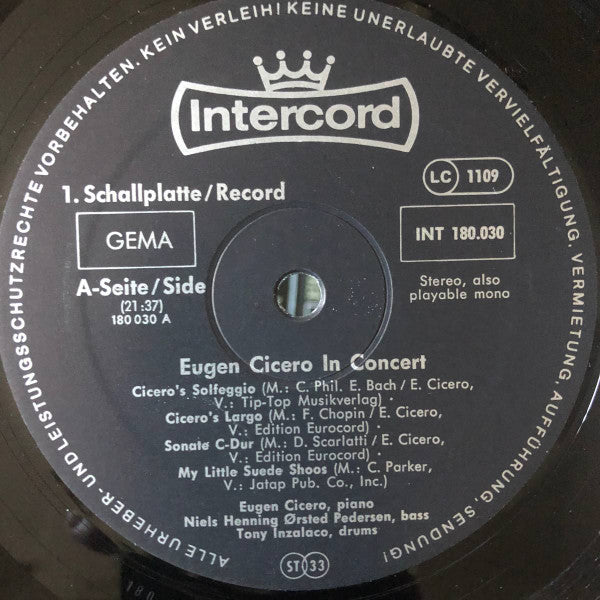 ALLE URHEBER- UND LEISTUNGSSCHUTZRECHTE VORBEHALTEN. KEIN VERLEIH! KEINE UNERLAUBTE VERVIELFÄLTIGUNG, VERMIETUNG, AUFFÜHRUNG, SENDUNG!
Intercord
LC 1109
1. Schallplatte/Record
GEMA
INT 180.030
A-Seite/Side
(21:37)
180 030 A
Stereo, also
playable mono
Eugen Cicero In Concert
Cicero's Solfeggio (M.: C. Phil. E. Bach/E. Cicero,
V.: Tip-Top Musikverlag) ·
Cicero's Largo (M.: F. Chopin/E. Cicero,
V.: Edition Eurocord) ·
Sonate C-Dur (M.: D. Scarlatti/E. Cicero,
V.: Edition Eurocord) ·
My Little Suede Shoos (M.: C. Parker,
V.: Jatap Pub. Co., Inc.)
Eugen Cicero, piano
Niels Henning Ørsted Pedersen, bass
Tony Inzalaco, drums
ST 33
180